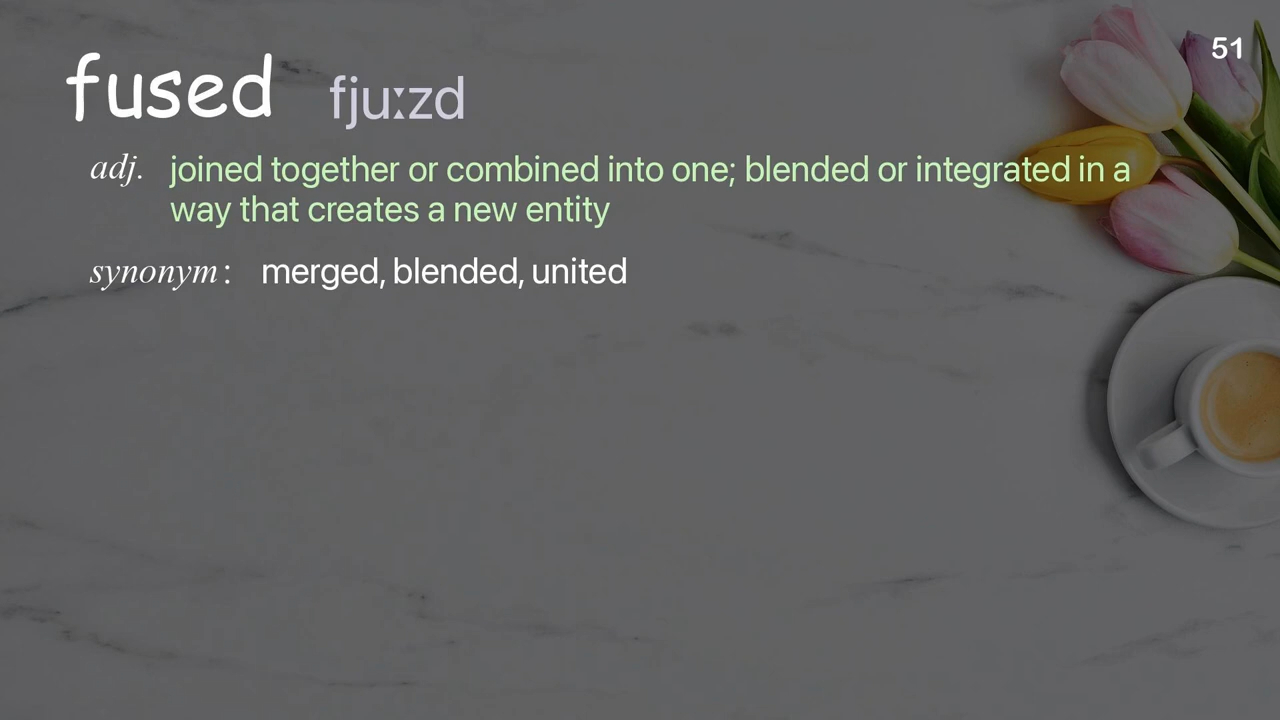 51
fused fjuːzd
adj. joined together or combined into one; blended or integrated in a
way that creates a new entity
synonym : merged, blended, united